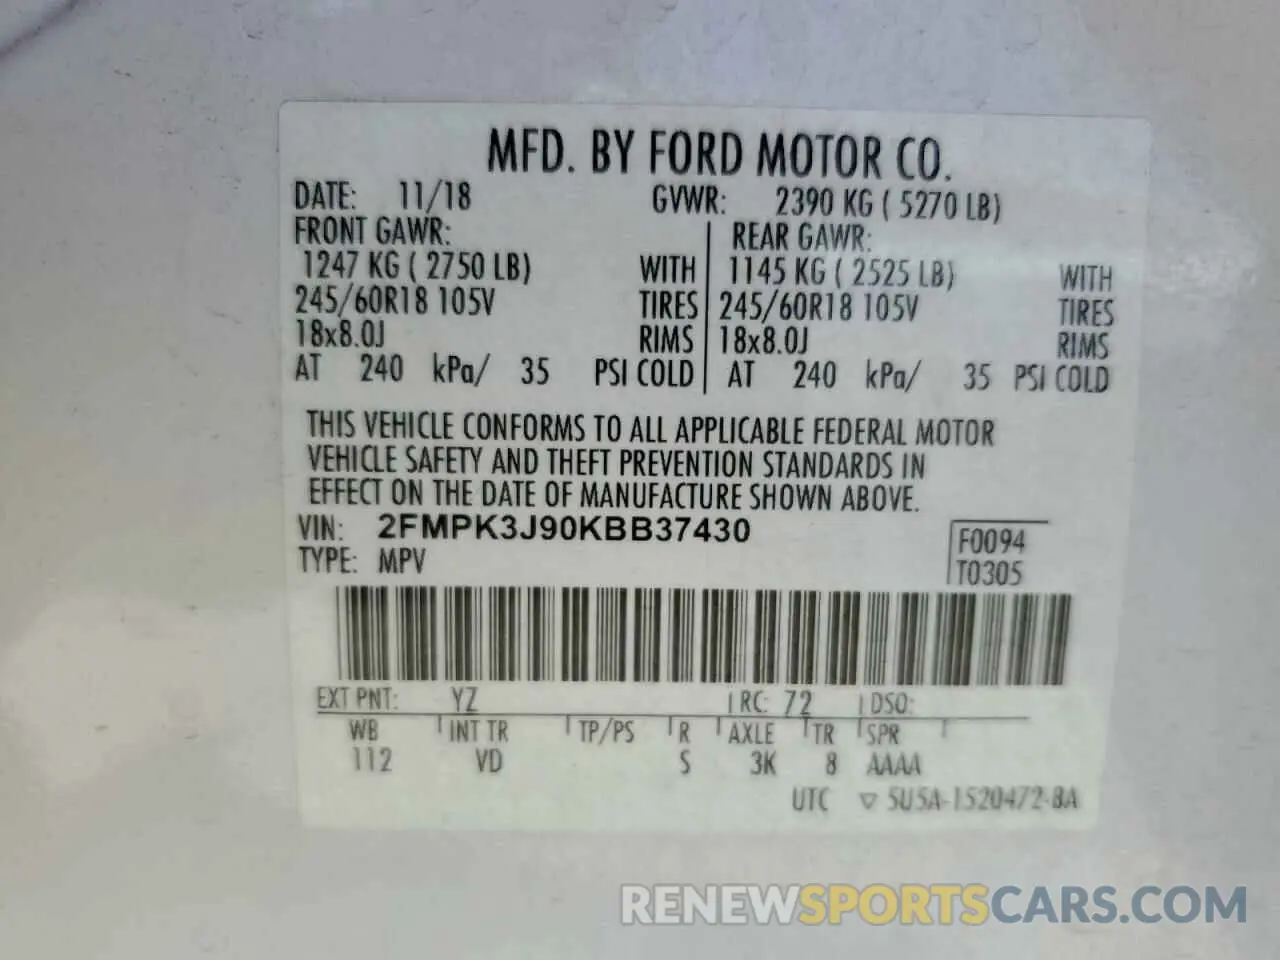 MFD. BY FORD MOTOR CO.
DATE: 11/18 GVWR: 2390 KG ( 5270 LB)
FRONT GAWR: REAR GAWR:
1247 KG ( 2750 LB) WITH 1145 KG ( 2525 LB) WITH
245/60R18 105V TIRES 245/60R18 105V TIRES
18x8.0J RIMS 18x8.0J RIMS
AT 240 kPa/ 35 PSI COLD AT 240 kPa/ 35 PSI COLD
THIS VEHICLE CONFORMS TO ALL APPLICABLE FEDERAL MOTOR
VEHICLE SAFETY AND THEFT PREVENTION STANDARDS IN
EFFECT ON THE DATE OF MANUFACTURE SHOWN ABOVE.
VIN: 2FMPK3J90KBB37430 F0094
TYPE: MPV T0305
EXT PNT: YZ RC: 72 DSO:
WB INT TR TP/PS R AXLE TR SPR
112 VD S 3K 8 AAAA
UTC ▽ 5U5A-1520472-BA
RENEWSPORTSCARS.COM